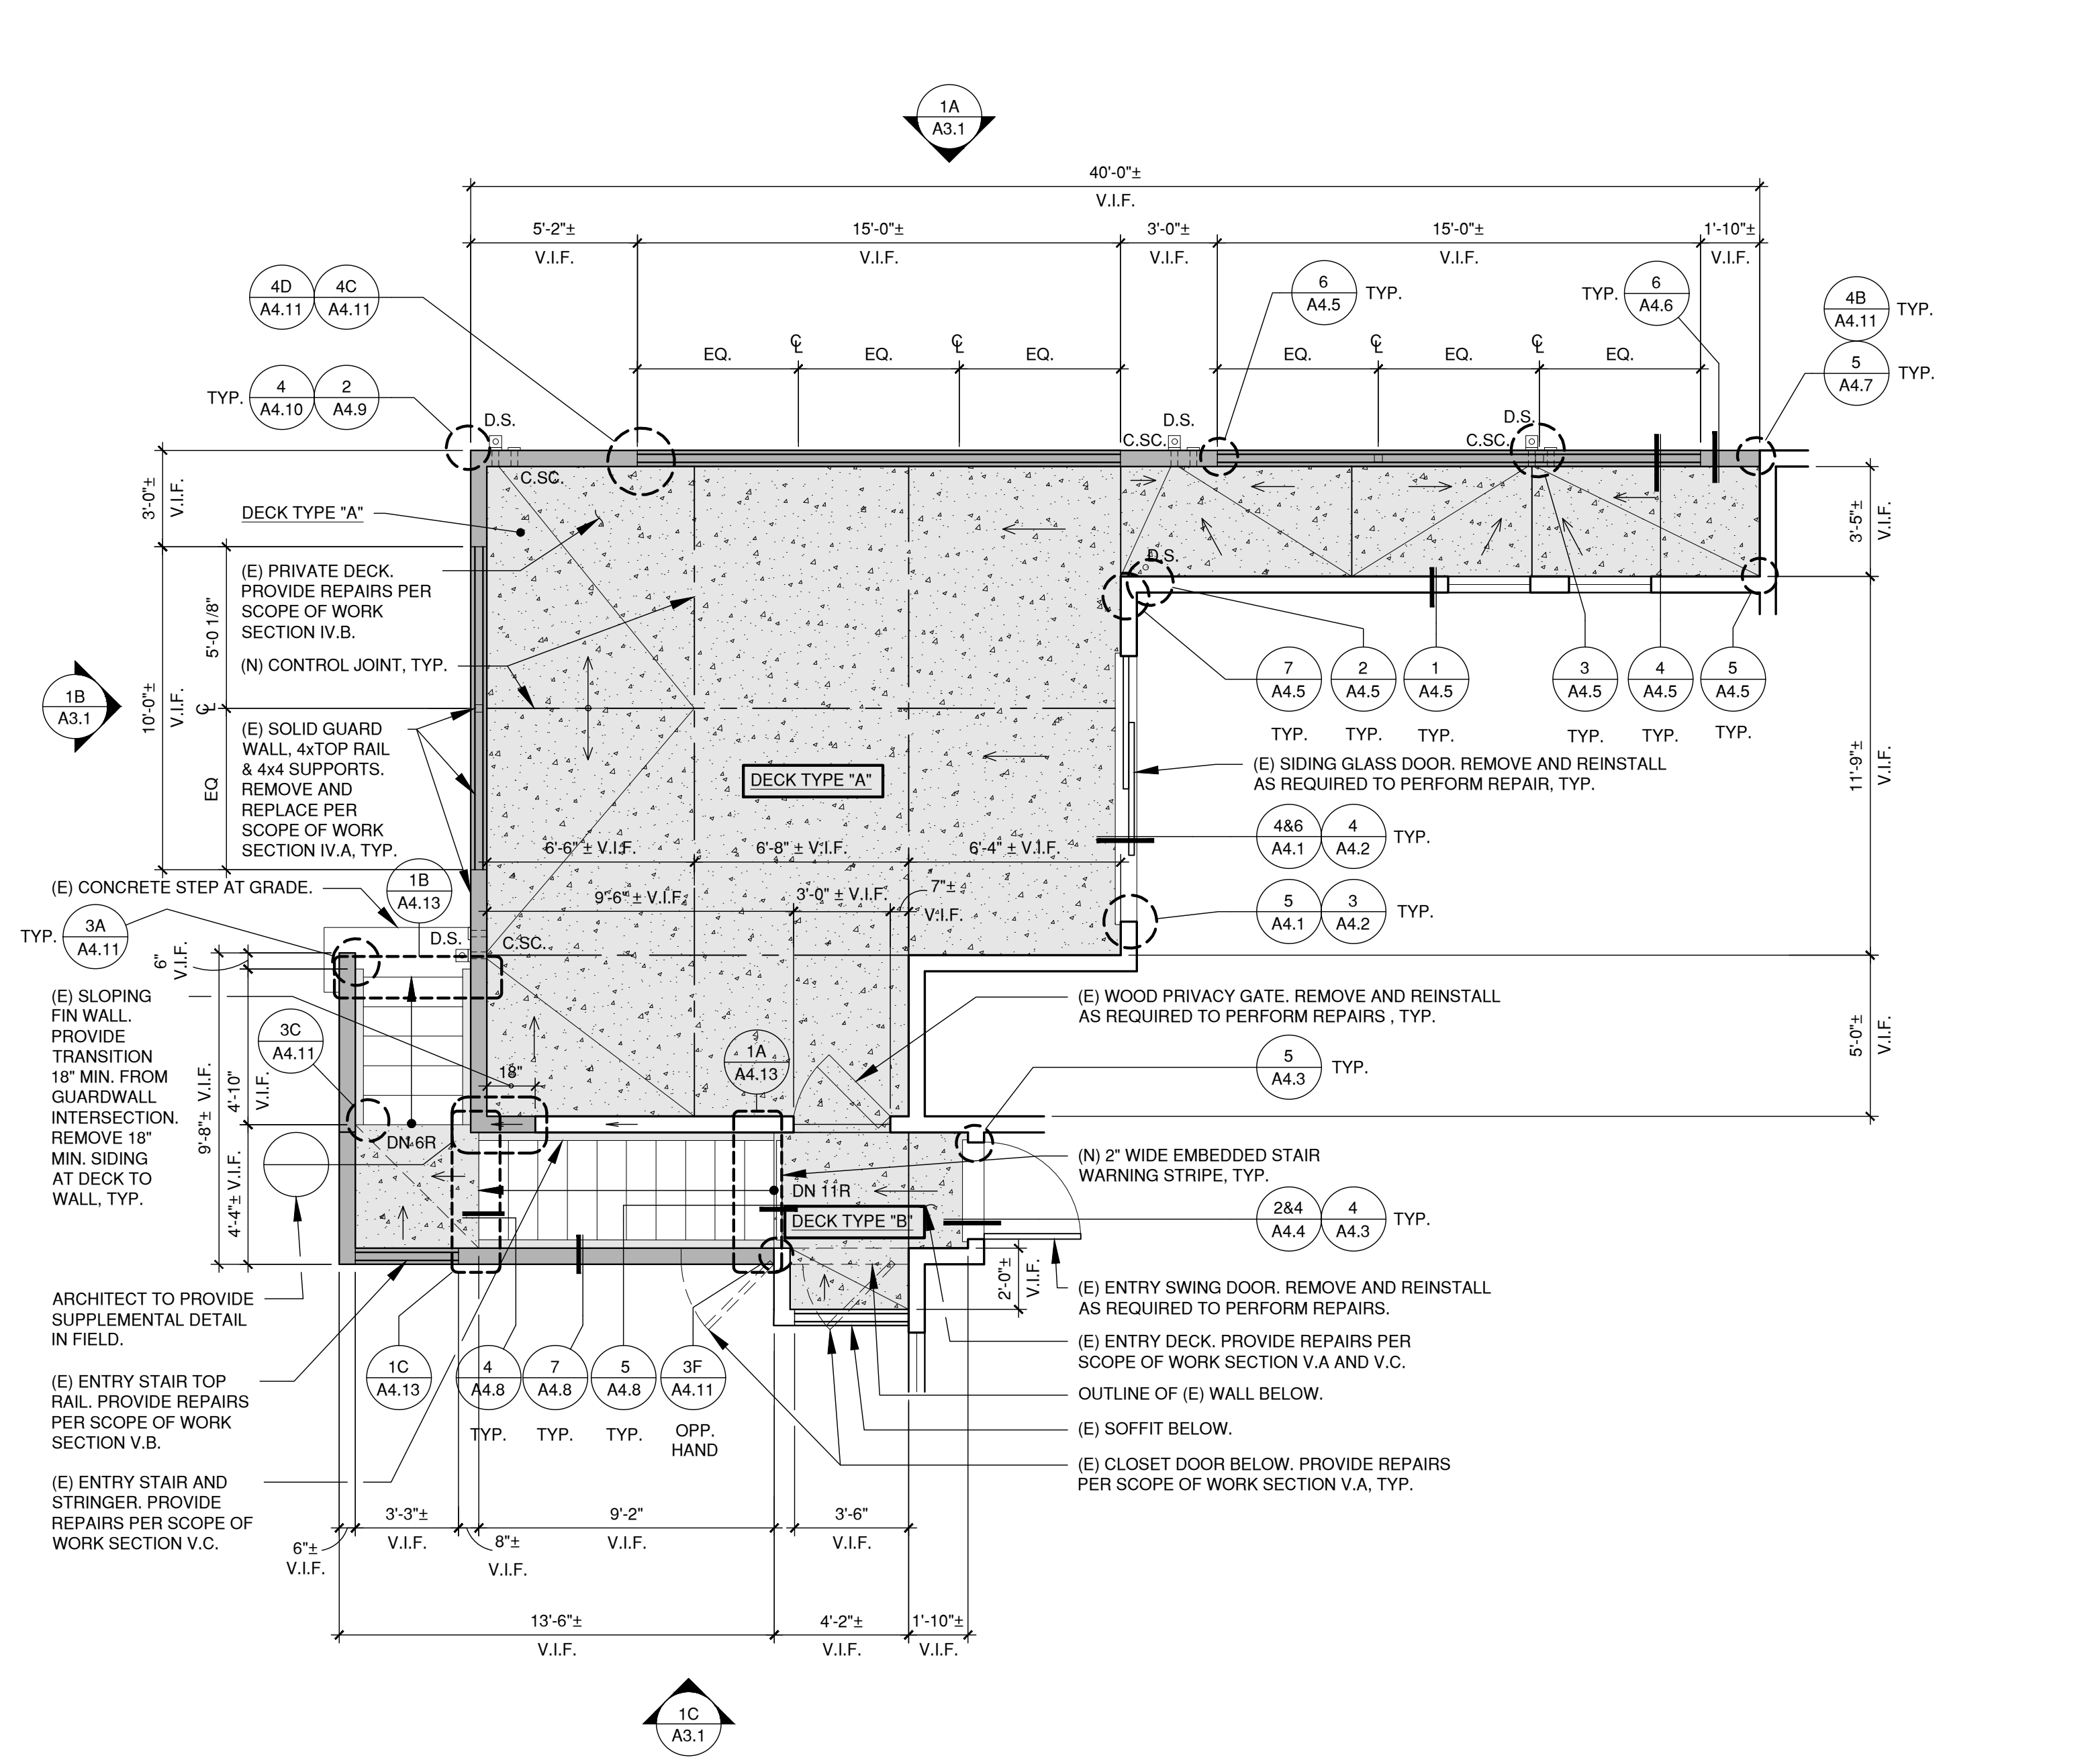 1A
A3.1
40'-0"±
V.I.F.
5'-2"±
V.I.F.
15'-0"±
V.I.F.
3'-0"±
V.I.F.
15'-0"±
V.I.F.
1'-10"±
V.I.F.
4D
A4.11
4C
A4.11
6
A4.5
TYP.
TYP.
6
A4.6
4B
A4.11
TYP.
5
A4.7
TYP.
EQ.
℄
EQ.
℄
EQ.
EQ.
℄
EQ.
℄
EQ.
TYP.
4
A4.10
2
A4.9
D.S.
C.SC.
D.S.
C.SC.
D.S.
C.SC.
D.S.
3'-0"±
V.I.F.
3'-5"±
V.I.F.
DECK TYPE "A"
(E) PRIVATE DECK.
PROVIDE REPAIRS PER
SCOPE OF WORK
SECTION IV.B.
5'-0 1/8"
10'-0"±
V.I.F.
℄
EQ
(N) CONTROL JOINT, TYP.
1B
A3.1
(E) SOLID GUARD
WALL, 4xTOP RAIL
& 4x4 SUPPORTS.
REMOVE AND
REPLACE PER
SCOPE OF WORK
SECTION IV.A, TYP.
7
A4.5
TYP.
2
A4.5
TYP.
1
A4.5
TYP.
3
A4.5
TYP.
4
A4.5
TYP.
5
A4.5
TYP.
11'-9"±
V.I.F.
(E) SIDING GLASS DOOR. REMOVE AND REINSTALL
AS REQUIRED TO PERFORM REPAIR, TYP.
DECK TYPE "A"
4&6
A4.1
4
A4.2
TYP.
6'-6" ± V.I.F.
6'-8" ± V.I.F.
6'-4" ± V.I.F.
9'-6" ± V.I.F.
3'-0" ± V.I.F.
7"±
V.I.F.
5
A4.1
3
A4.2
TYP.
(E) CONCRETE STEP AT GRADE.
1B
A4.13
TYP.
3A
A4.11
D.S.
C.SC.
6"
V.I.F.
(E) SLOPING
FIN WALL.
PROVIDE
TRANSITION
18" MIN. FROM
GUARDWALL
INTERSECTION.
REMOVE 18"
MIN. SIDING
AT DECK TO
WALL, TYP.
3C
A4.11
9'-8"± V.I.F.
4'-10"
V.I.F.
4'-4"± V.I.F.
18"
1A
A4.13
(E) WOOD PRIVACY GATE. REMOVE AND REINSTALL
AS REQUIRED TO PERFORM REPAIRS , TYP.
5
A4.3
TYP.
5'-0"±
V.I.F.
DN 6R
(N) 2" WIDE EMBEDDED STAIR
WARNING STRIPE, TYP.
DN 11R
DECK TYPE "B"
2&4
A4.4
4
A4.3
TYP.
2'-0"±
V.I.F.
(E) ENTRY SWING DOOR. REMOVE AND REINSTALL
AS REQUIRED TO PERFORM REPAIRS.
ARCHITECT TO PROVIDE
SUPPLEMENTAL DETAIL
IN FIELD.
(E) ENTRY DECK. PROVIDE REPAIRS PER
SCOPE OF WORK SECTION V.A AND V.C.
1C
A4.13
4
A4.8
TYP.
7
A4.8
TYP.
5
A4.8
TYP.
3F
A4.11
OPP.
HAND
(E) ENTRY STAIR TOP
RAIL. PROVIDE REPAIRS
PER SCOPE OF WORK
SECTION V.B.
OUTLINE OF (E) WALL BELOW.
(E) SOFFIT BELOW.
(E) CLOSET DOOR BELOW. PROVIDE REPAIRS
PER SCOPE OF WORK SECTION V.A, TYP.
(E) ENTRY STAIR AND
STRINGER. PROVIDE
REPAIRS PER SCOPE OF
WORK SECTION V.C.
6"±
V.I.F.
3'-3"±
V.I.F.
8"±
V.I.F.
9'-2"
V.I.F.
3'-6"
V.I.F.
13'-6"±
V.I.F.
4'-2"±
V.I.F.
1'-10"±
V.I.F.
1C
A3.1